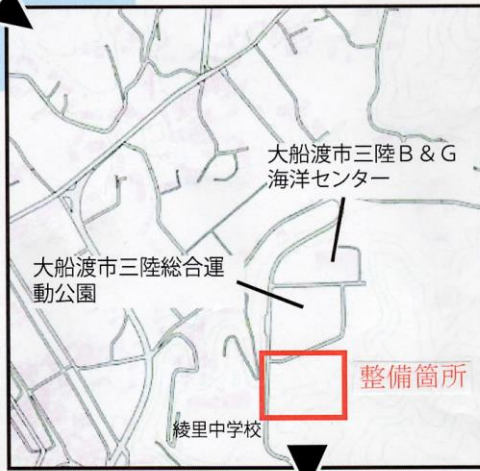 大船渡市三陸Ｂ＆Ｇ
海洋センター
大船渡市三陸総合運
動公園
整備箇所
綾里中学校